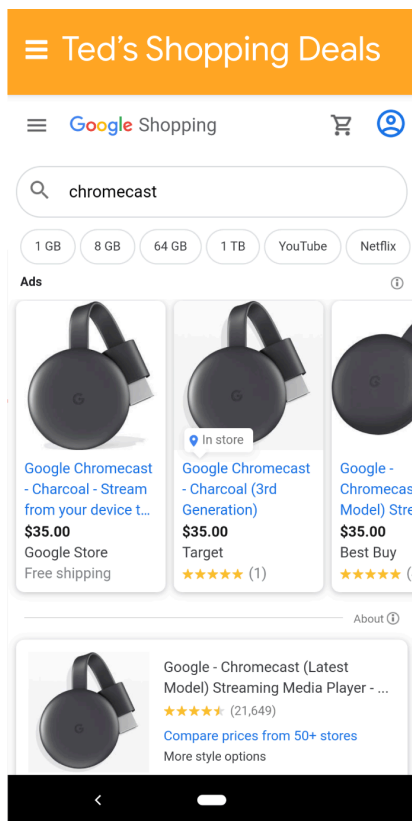 Ted's Shopping Deals
Google Shopping
chromecast
1 GB
8 GB
64 GB
1 TB
YouTube
Netflix
Ads
In store
Google Chromecast
- Charcoal - Stream
from your device t...
$35.00
Google Store
Free shipping
Google Chromecast
- Charcoal (3rd
Generation)
$35.00
Target
(1)
Google -
Chromecas
Model) Stre
$35.00
Best Buy
About
Google - Chromecast (Latest
Model) Streaming Media Player - ...
(21,649)
Compare prices from 50+ stores
More style options